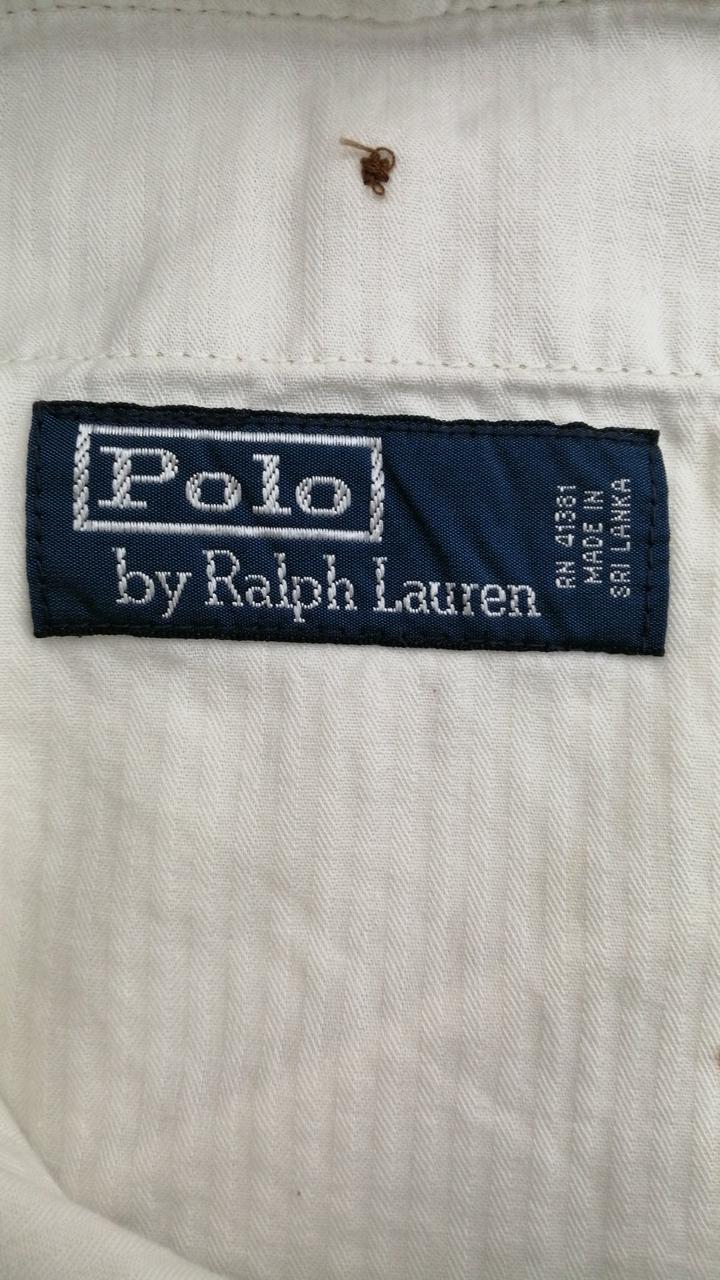 Polo
by Ralph Lauren
RN 41381
MADE IN
SRI LANKA